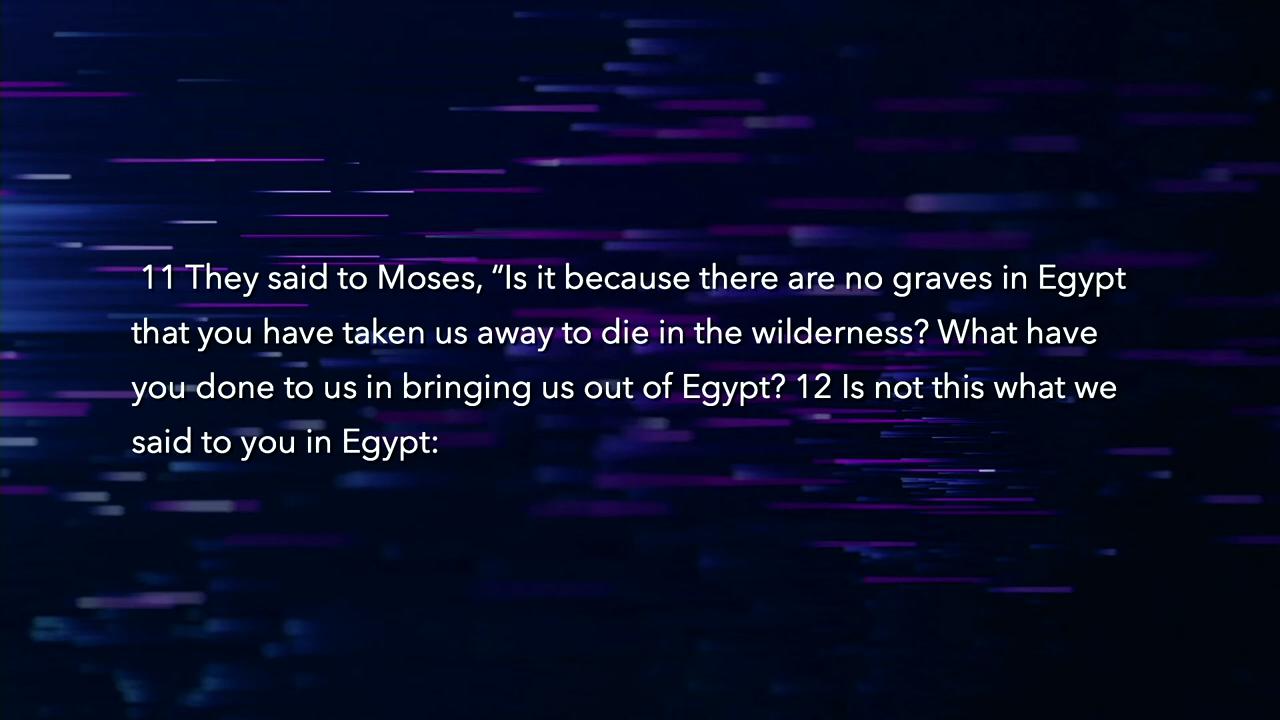 11 They said to Moses, “Is it because there are no graves in Egypt
that you have taken us away to die in the wilderness? What have
you done to us in bringing us out of Egypt? 12 Is not this what we
said to you in Egypt: